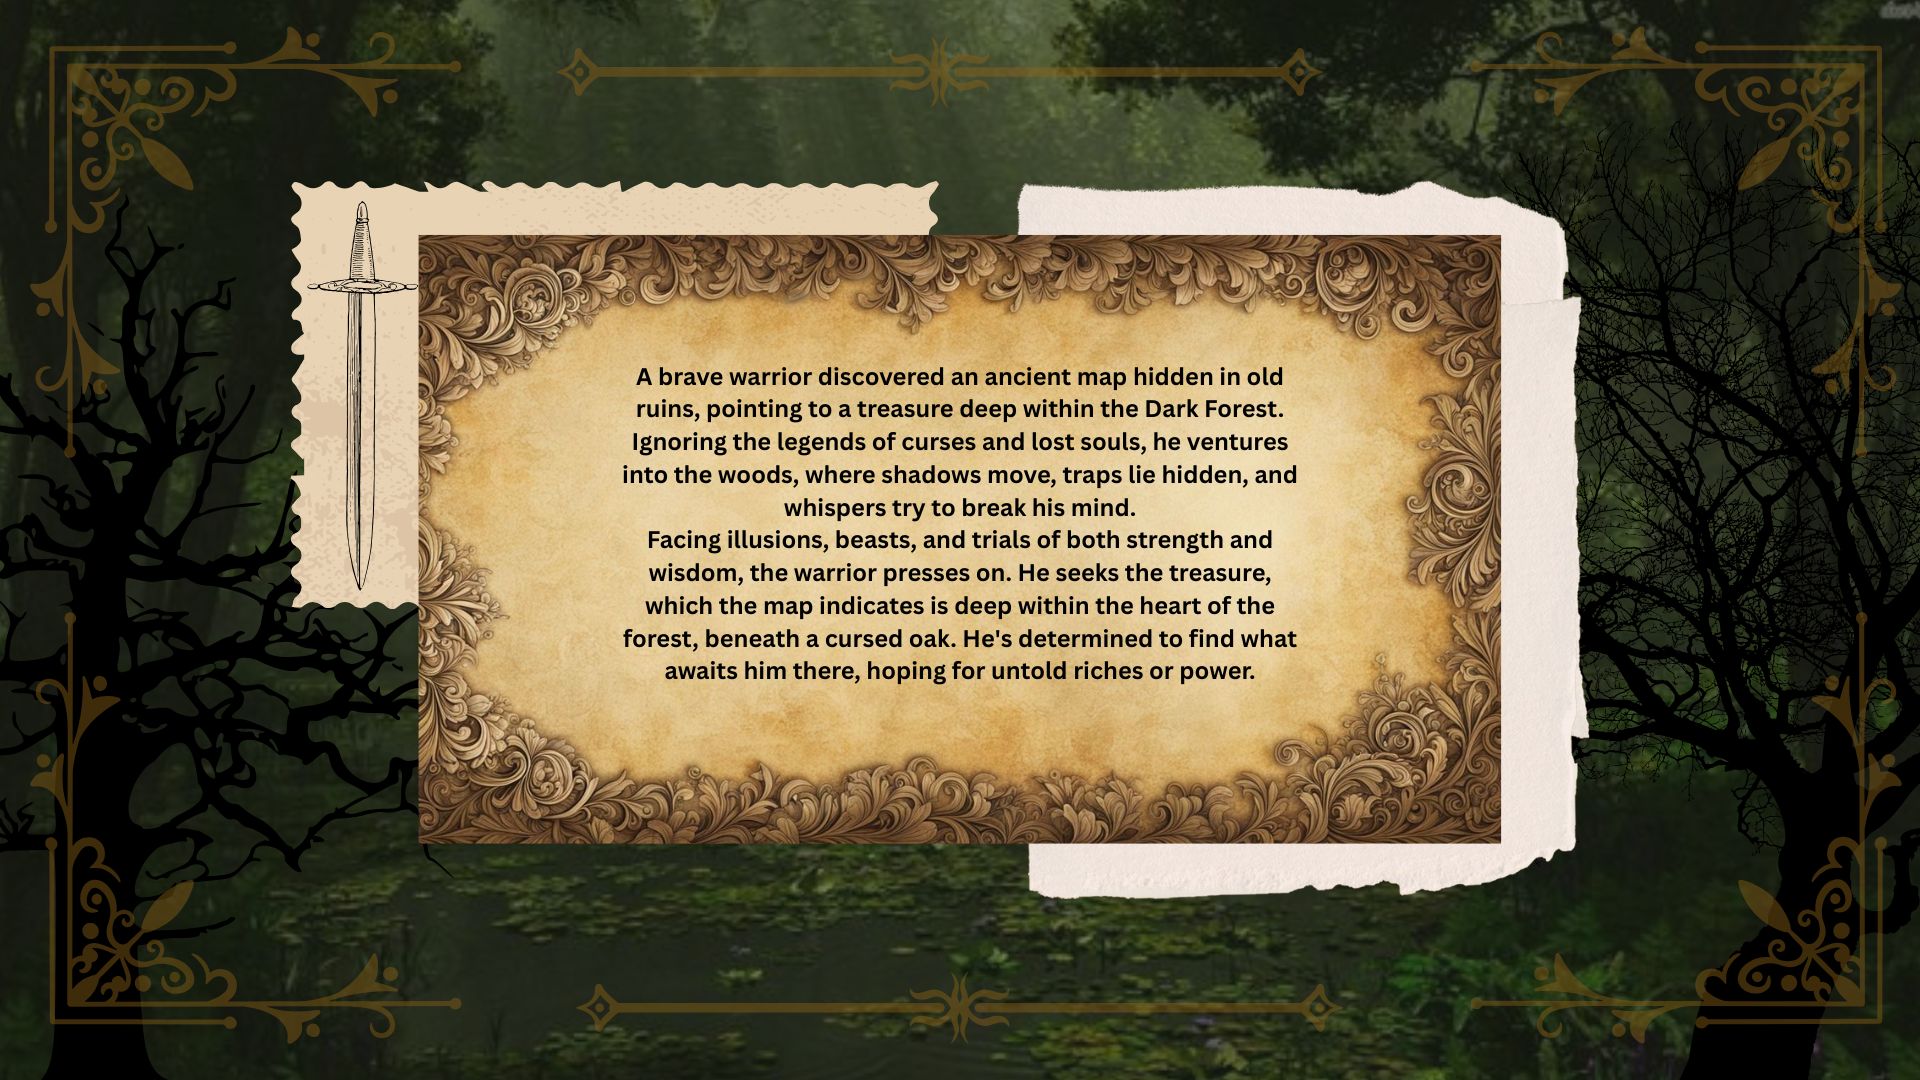 A brave warrior discovered an ancient map hidden in old
ruins, pointing to a treasure deep within the Dark Forest.
Ignoring the legends of curses and lost souls, he ventures
into the woods, where shadows move, traps lie hidden, and
whispers try to break his mind.
Facing illusions, beasts, and trials of both strength and
wisdom, the warrior presses on. He seeks the treasure,
which the map indicates is deep within the heart of the
forest, beneath a cursed oak. He's determined to find what
awaits him there, hoping for untold riches or power.